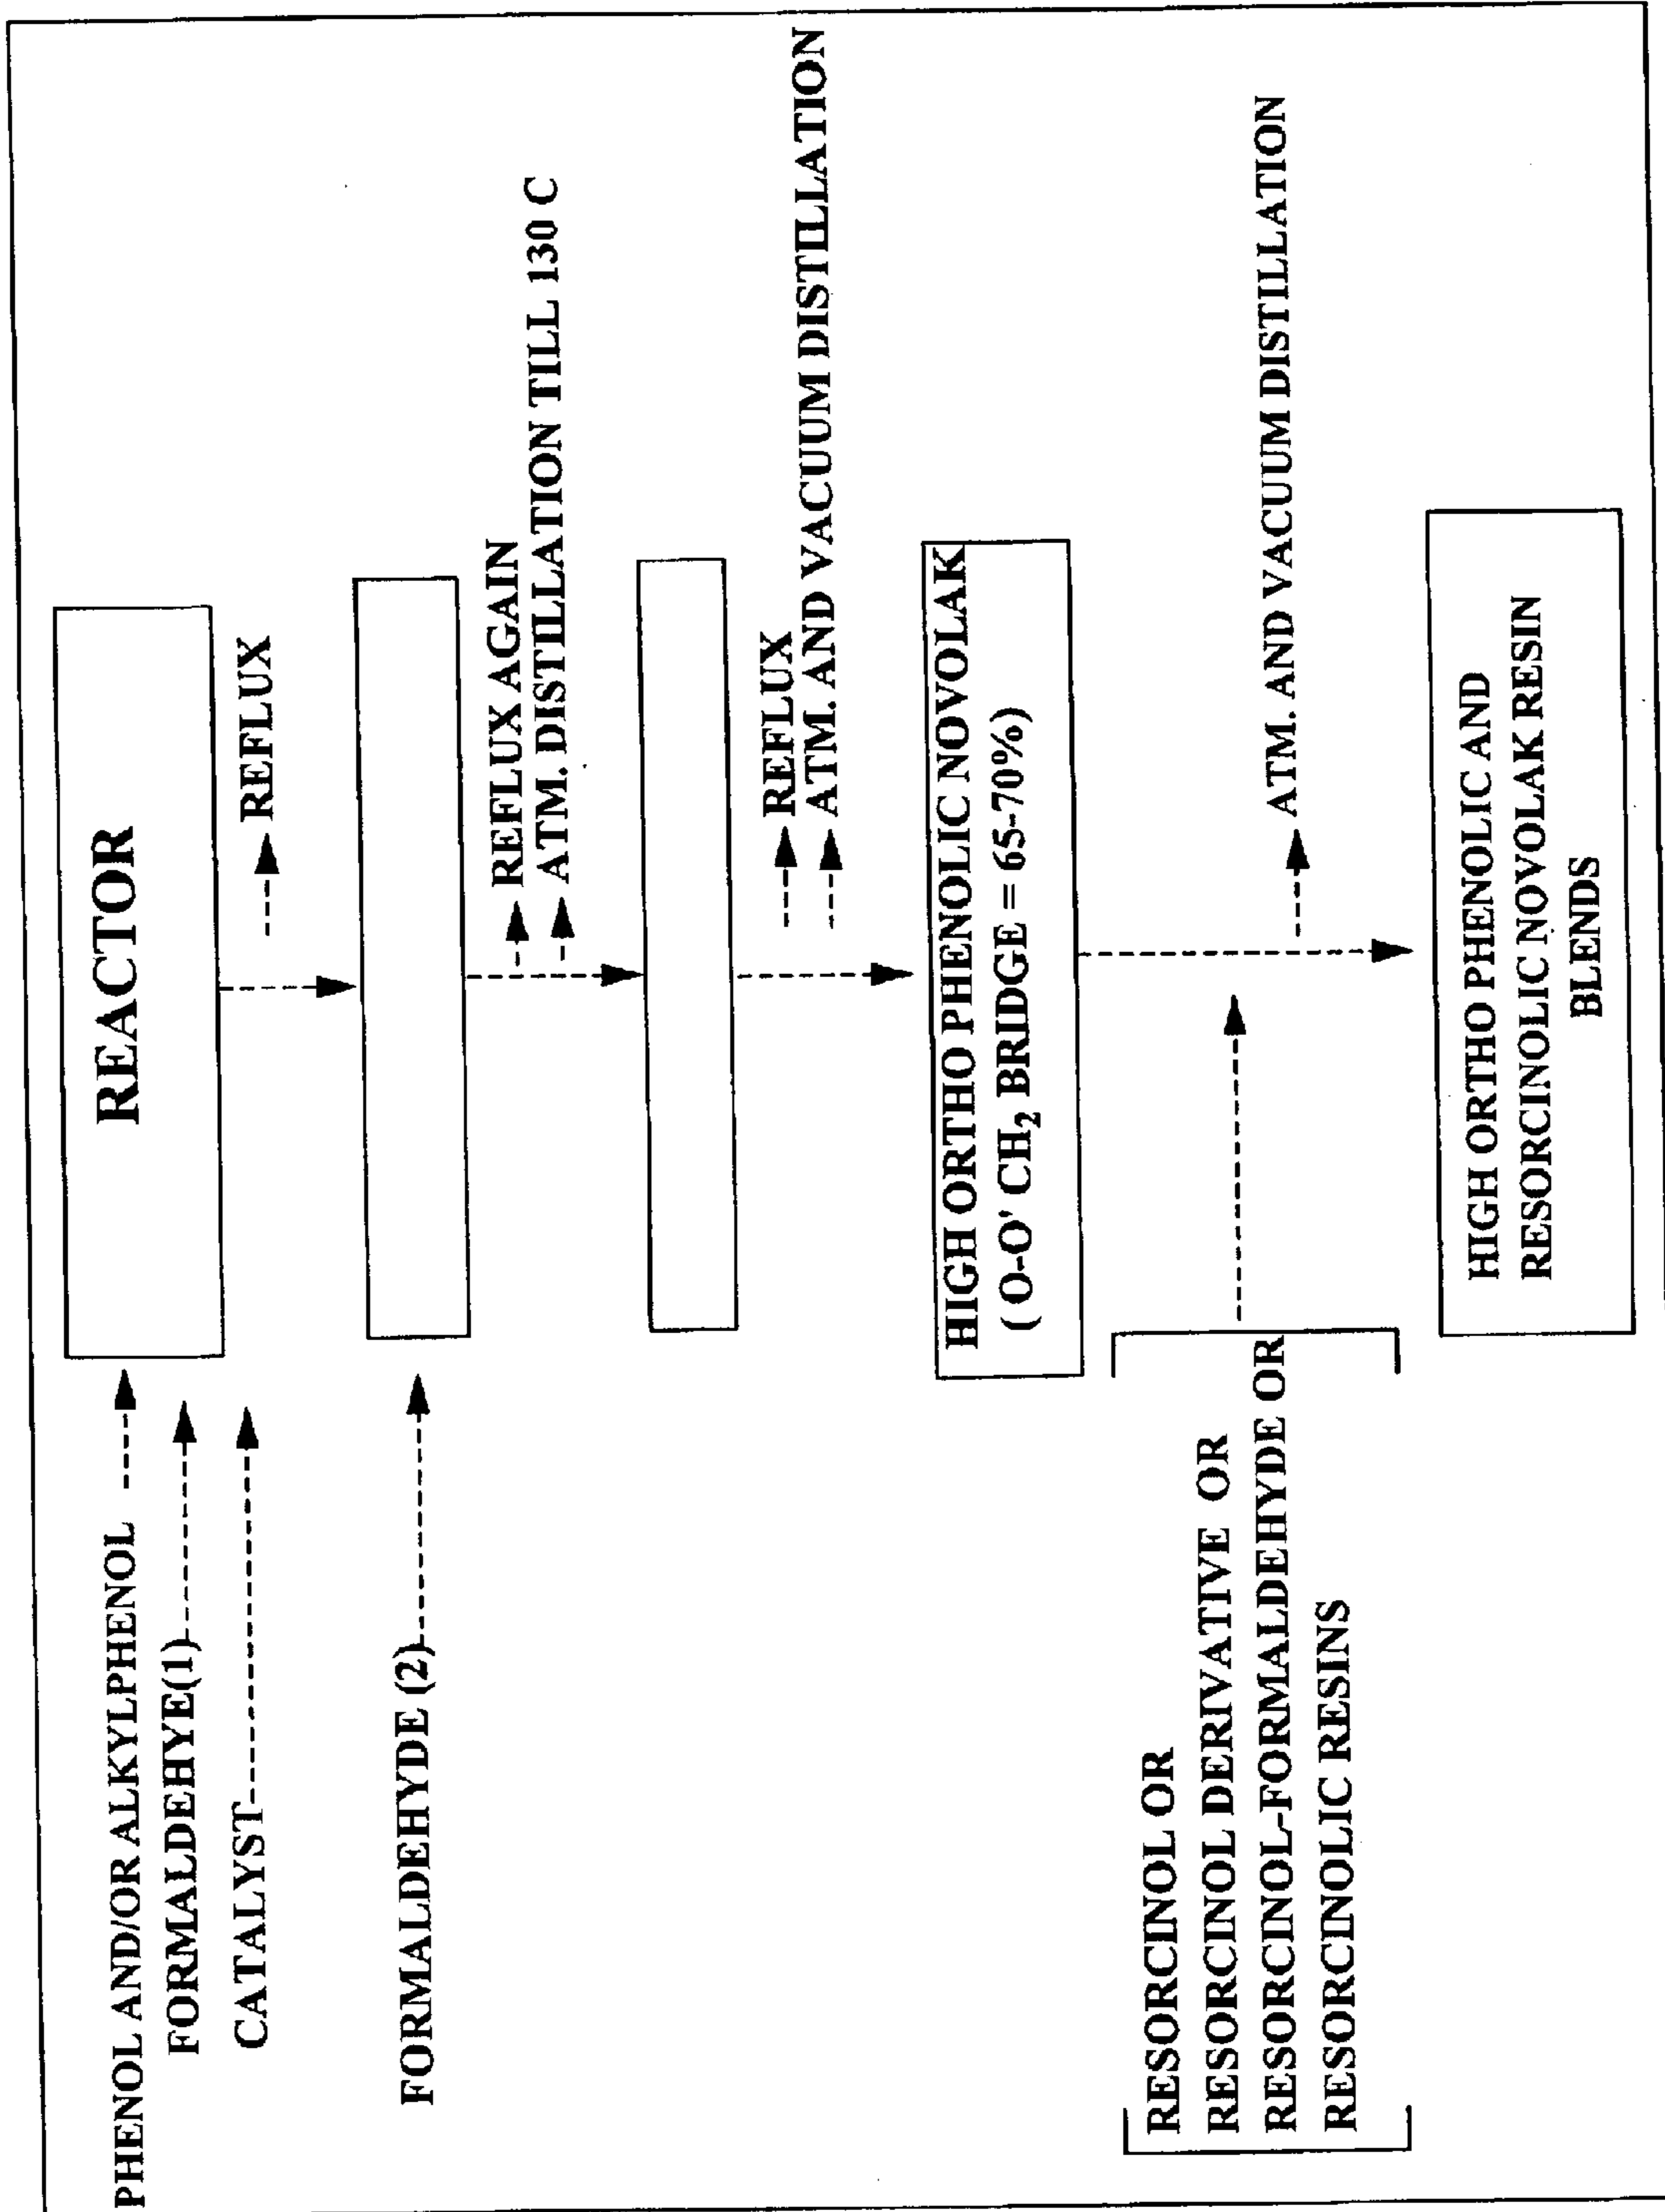 PHENOL AND/OR ALKYLPHENOL
FORMALDEHYE(1)
CATALYST
REACTOR
REFLUX
FORMALDEHYDE (2)
REFLUX AGAIN
ATM. DISTILLATION TILL 130 C
REFLUX
ATM. AND VACUUM DISTILLATION
HIGH ORTHO PHENOLIC NOVOLAK
( O-O' CH₂ BRIDGE = 65-70%)
RESORCINOL OR
RESORCINOL DERIVATIVE OR
RESORCINOL-FORMALDEHYDE OR
RESORCINOLIC RESINS
ATM. AND VACUUM DISTILLATION
HIGH ORTHO PHENOLIC AND
RESORCINOLIC NOVOLAK RESIN
BLENDS